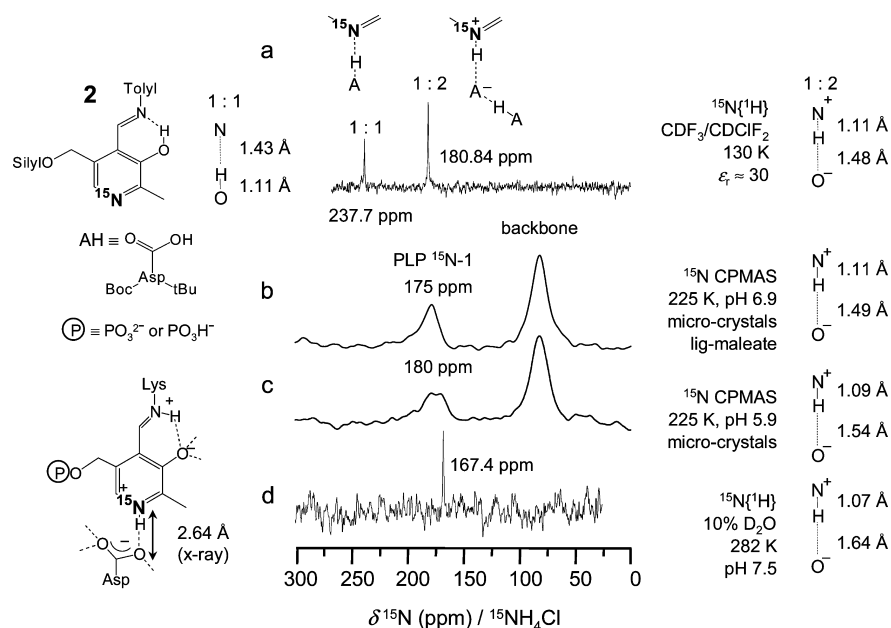 a
15N
H
A
15N+
H
A−
H
A
2
Tolyl
N
H
O
SilylO
15N
1 : 1
N
1.43 Å
H
1.11 Å
O
1 : 1
237.7 ppm
1 : 2
180.84 ppm
15N{1H}
CDF3/CDClF2
130 K
εr ≈ 30
1 : 2
N+
1.11 Å
H
1.48 Å
O−
AH ≡
O
OH
Asp
Boc
tBu
P ≡ PO3 2− or PO3H−
b
PLP 15N-1
175 ppm
backbone
15N CPMAS
225 K, pH 6.9
micro-crystals
lig-maleate
N+
1.11 Å
H
1.49 Å
O−
c
180 ppm
15N CPMAS
225 K, pH 5.9
micro-crystals
N+
1.09 Å
H
1.54 Å
O−
Lys
N+
H
O−
P O
+
15N
H
O − O
Asp
2.64 Å
(x-ray)
d
167.4 ppm
15N{1H}
10% D2O
282 K
pH 7.5
N+
1.07 Å
H
1.64 Å
O−
300 250 200 150 100 50 0
δ 15N (ppm) / 15NH4Cl